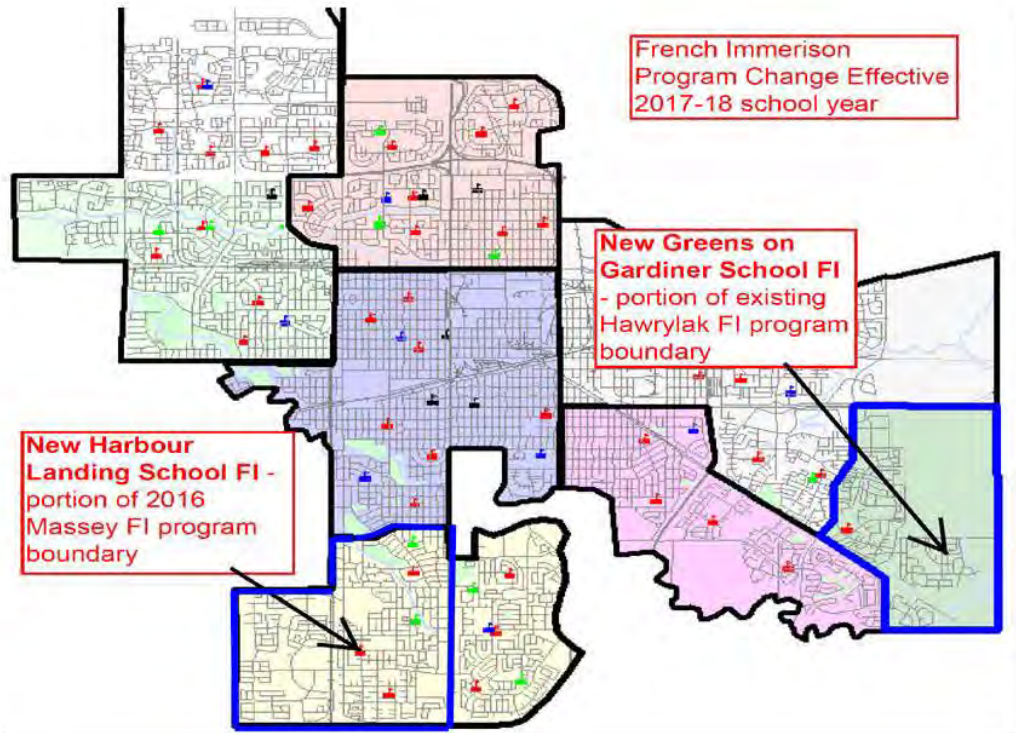 French Immerison
Program Change Effective
2017-18 school year
New Greens on
Gardiner School FI
- portion of existing
Hawrylak FI program
boundary
New Harbour
Landing School FI -
portion of 2016
Massey FI program
boundary